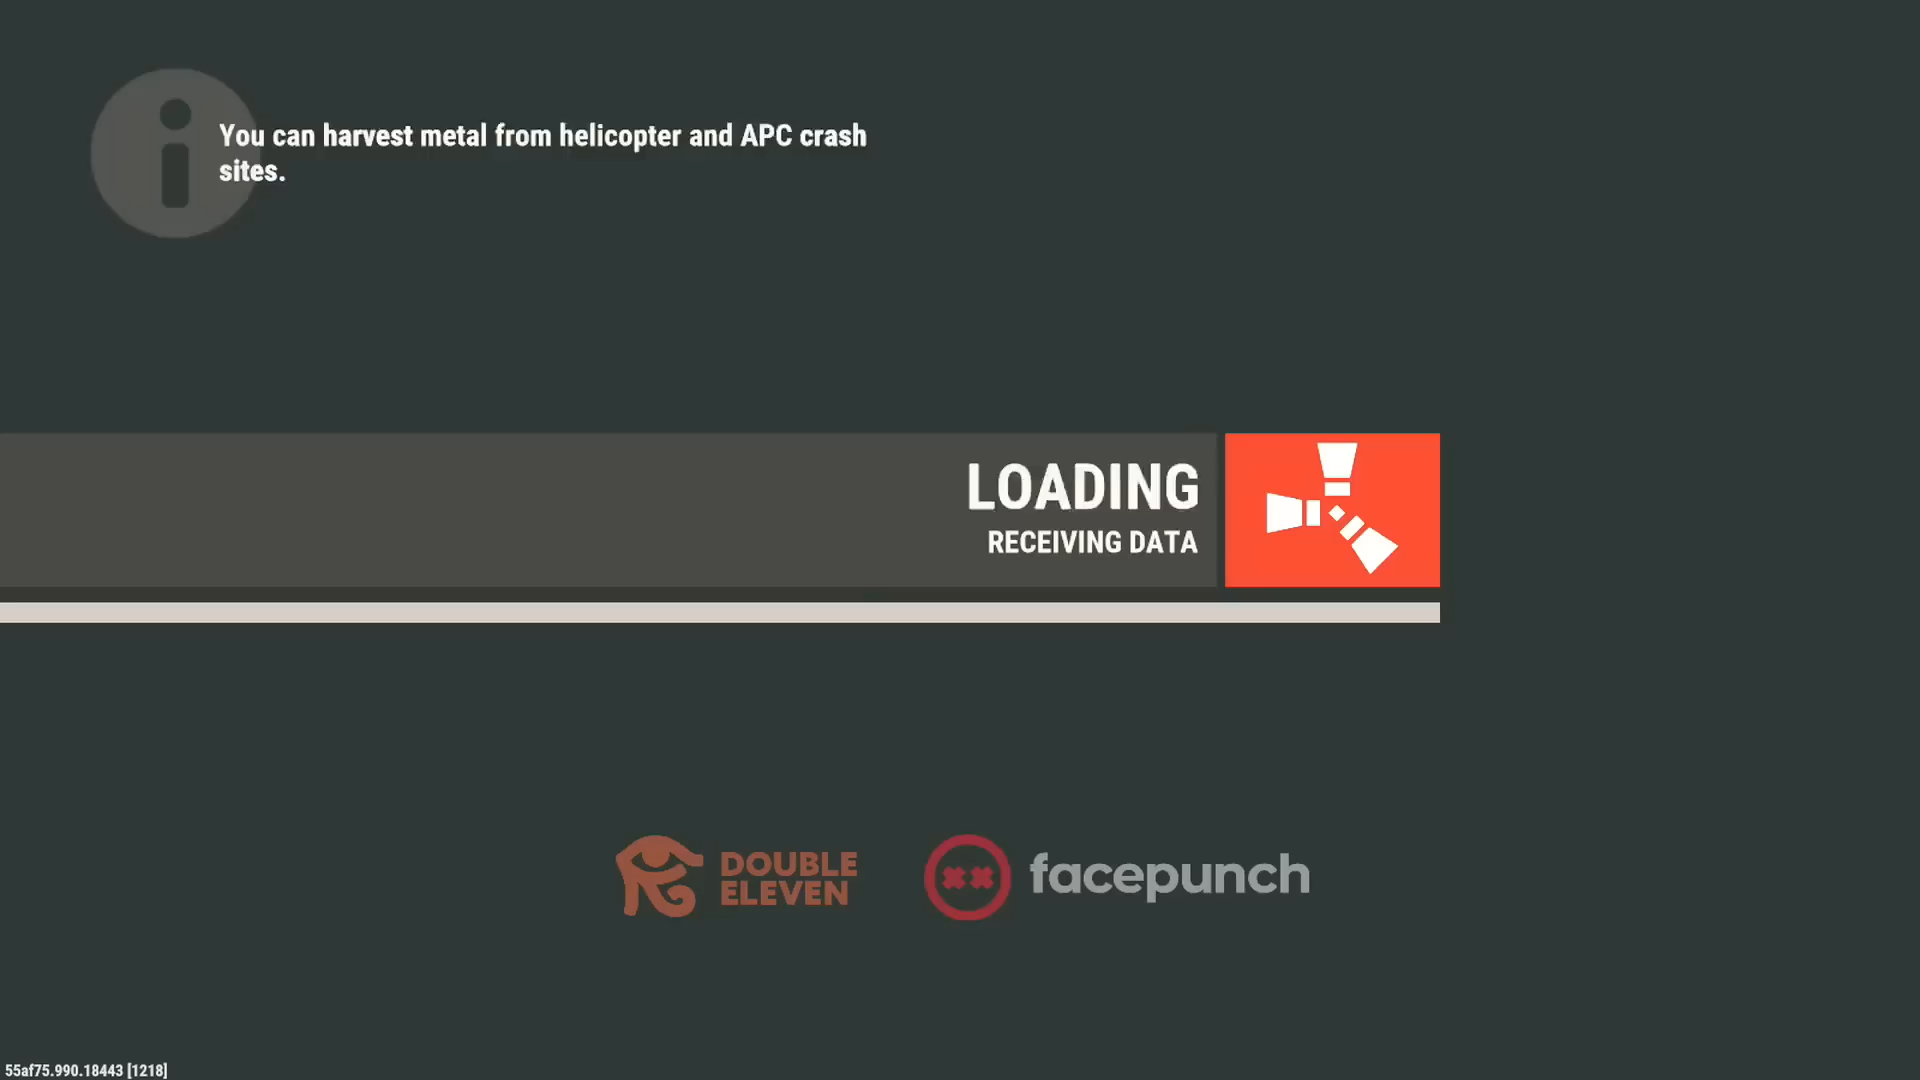 You can harvest metal from helicopter and APC crash
sites.
LOADING
RECEIVING DATA
DOUBLE
ELEVEN
facepunch
55af75.990.18443 [1218]